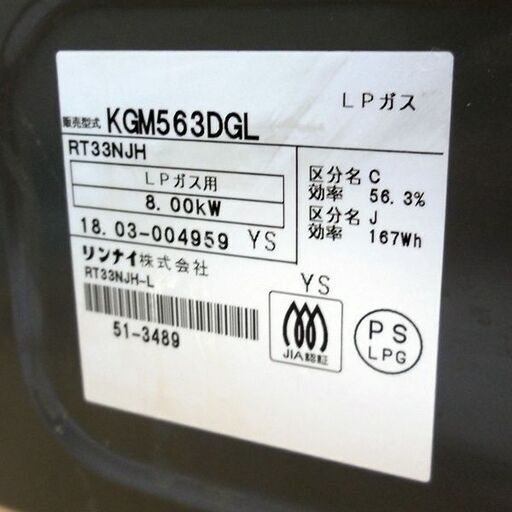 LPガス
販売型式 KGM563DGL
RT33NJH
LPガス用
8.00kW
18.03-004959 YS
区分名 C
効率 56.3%
区分名 J
167Wh
リンナイ株式会社
RT33NJH-L
51-3489
YS
JIA認証
PS
LPG